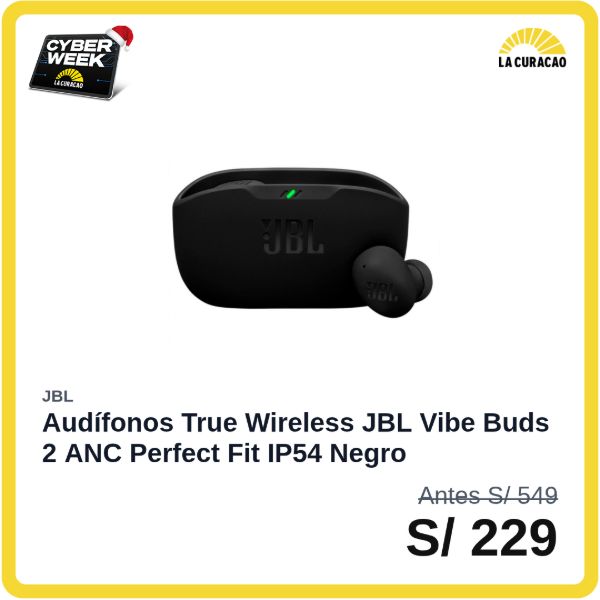 CYBER
WEEK
LA CURACAO
LA CURACAO
JBL
JBL
JBL
Audífonos True Wireless JBL Vibe Buds
2 ANC Perfect Fit IP54 Negro
Antes S/ 549
S/ 229